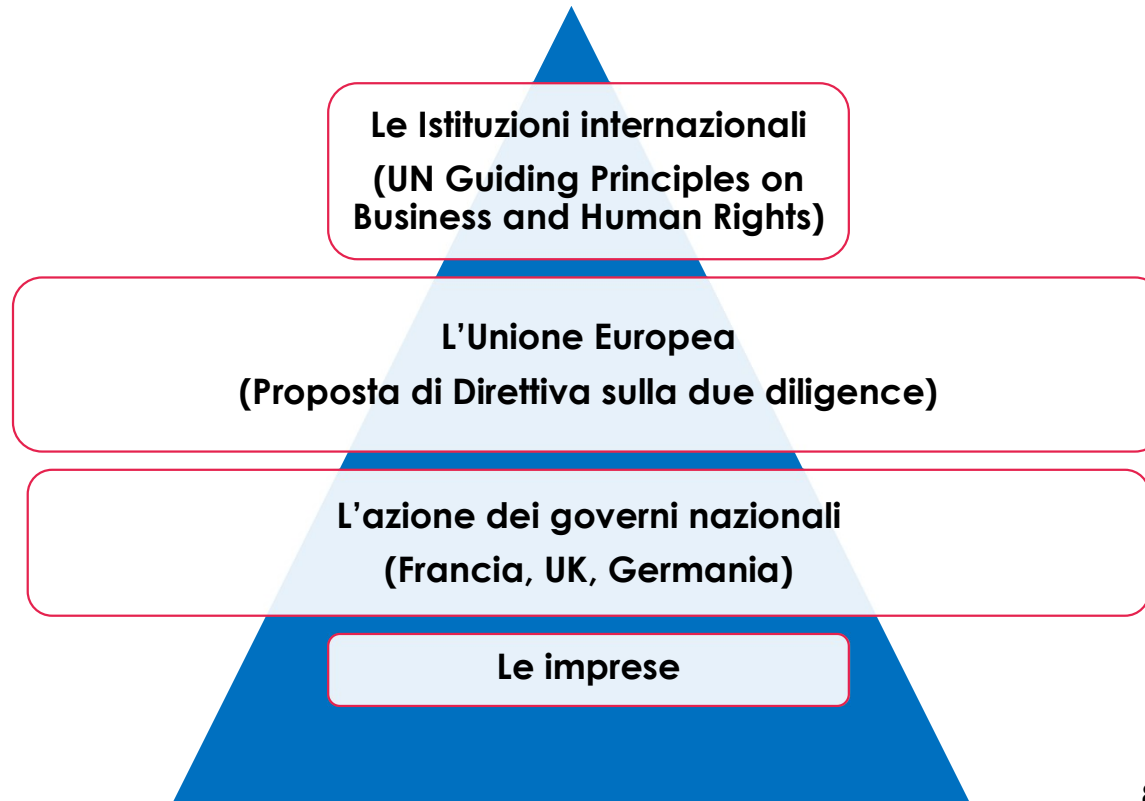 Le Istituzioni internazionali
(UN Guiding Principles on
Business and Human Rights)
L’Unione Europea
(Proposta di Direttiva sulla due diligence)
L’azione dei governi nazionali
(Francia, UK, Germania)
Le imprese